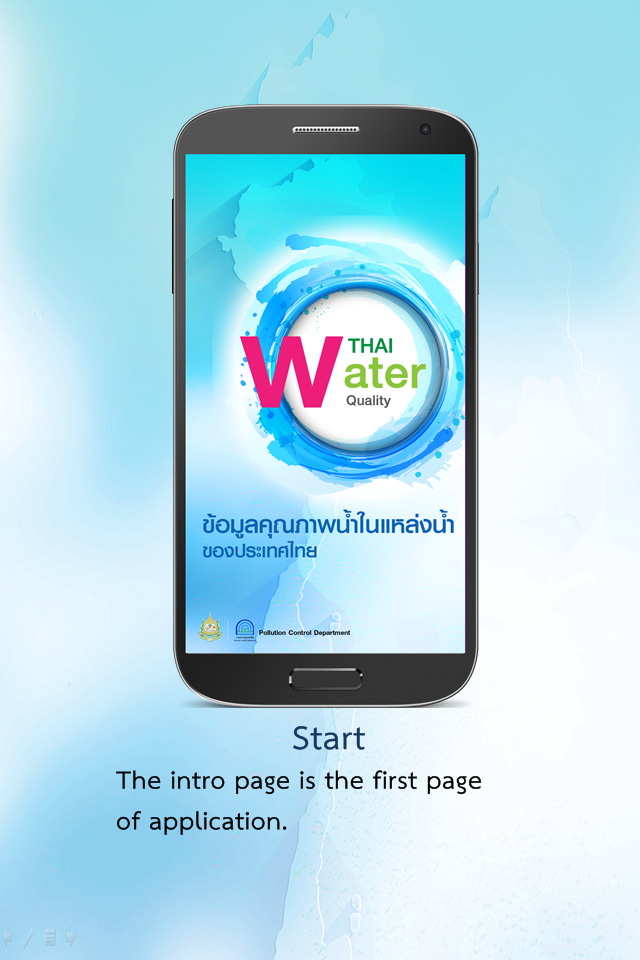 THAI
Water
Quality
ข้อมูลคุณภาพน้ำในแหล่งน้ำ
ของประเทศไทย
Pollution Control Department
Start
The intro page is the first page
of application.